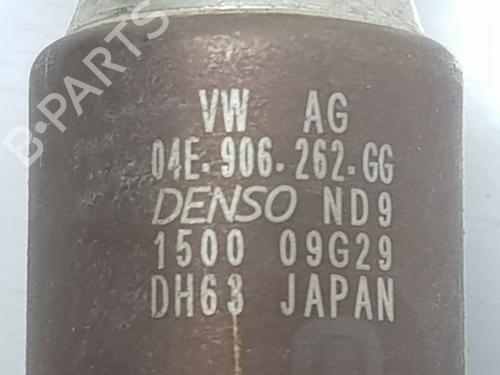 VW AG
04E.906.262.GG
DENSO ND9
1500 09G29
DH63 JAPAN
B-PARTS